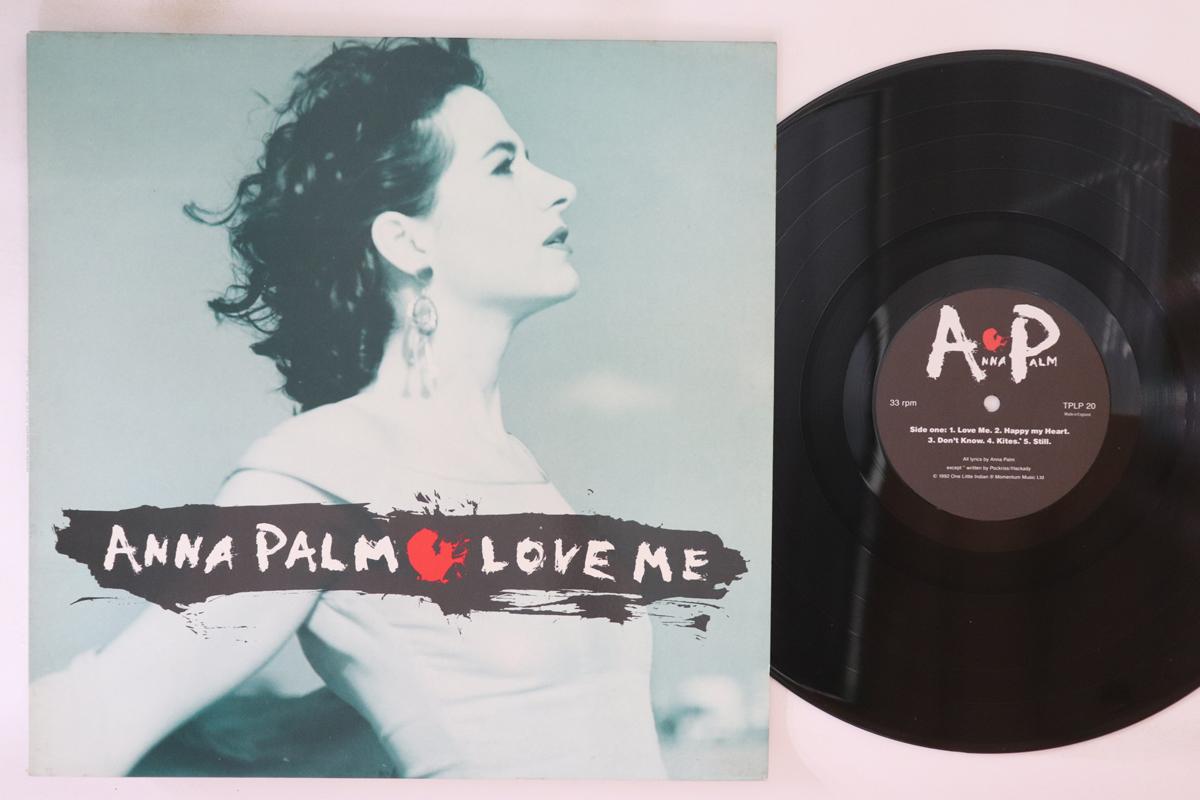 ANNA PALM LOVE ME
ANNA PALM
33 rpm
TPLP 20
Made in England
Side one: 1. Love Me. 2. Happy my Heart.
3. Don't Know. 4. Kites.* 5. Still.
All lyrics by Anna Palm
except * written by Pockriss/Hackady
© 1992 One Little Indian ℗ Momentum Music Ltd